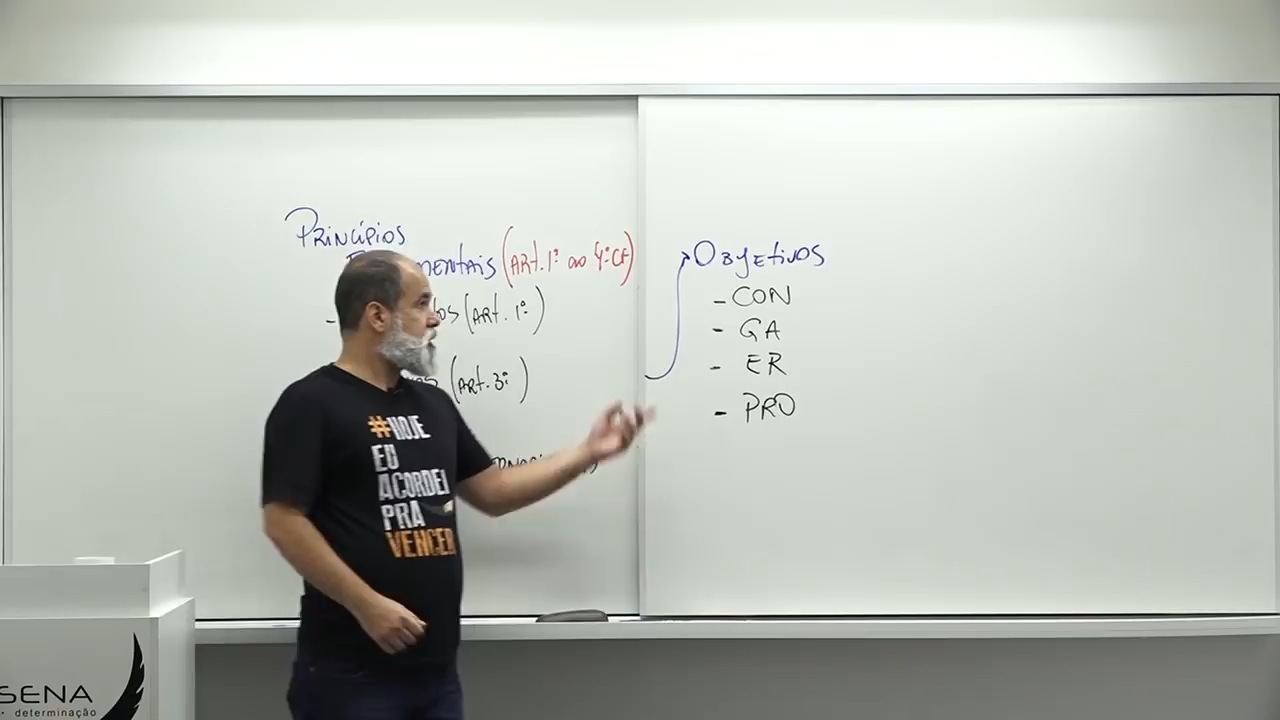 PRINCÍPIOS
MENTAIS (ART. 1º ao 4º CF)
- OS (ART. 1º)
(ART. 3º)
OBJETIVOS
- CON
- GA
- ER
- PRO
#HOJE
EU
ACORDEI
PRA
VENCER
SENA
• determinação